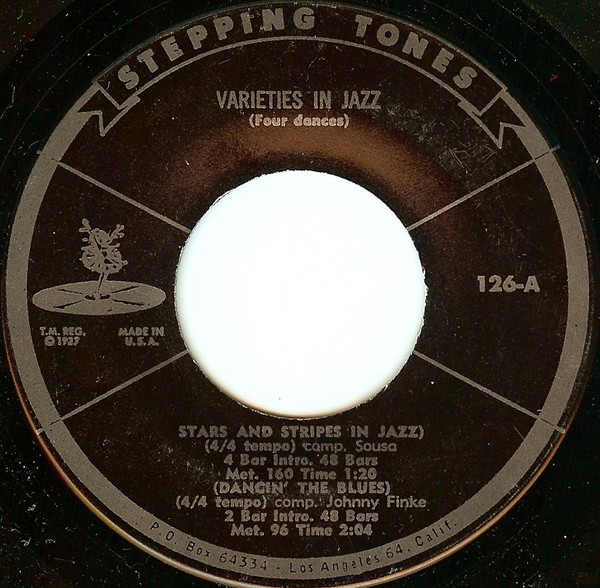 STEPPING TONES
VARIETIES IN JAZZ
(Four dances)
126-A
T.M. REG.
© 1937
MADE IN
U.S.A.
STARS AND STRIPES IN JAZZ)
(4/4 tempo) comp. Sousa
4 Bar Intro. 48 Bars
Met. 160 Time 1:20
(DANCIN' THE BLUES)
(4/4 tempo) comp. Johnny Finke
2 Bar Intro. 48 Bars
Met. 96 Time 2:04
P.O. Box 64334 - Los Angeles 64, Calif.